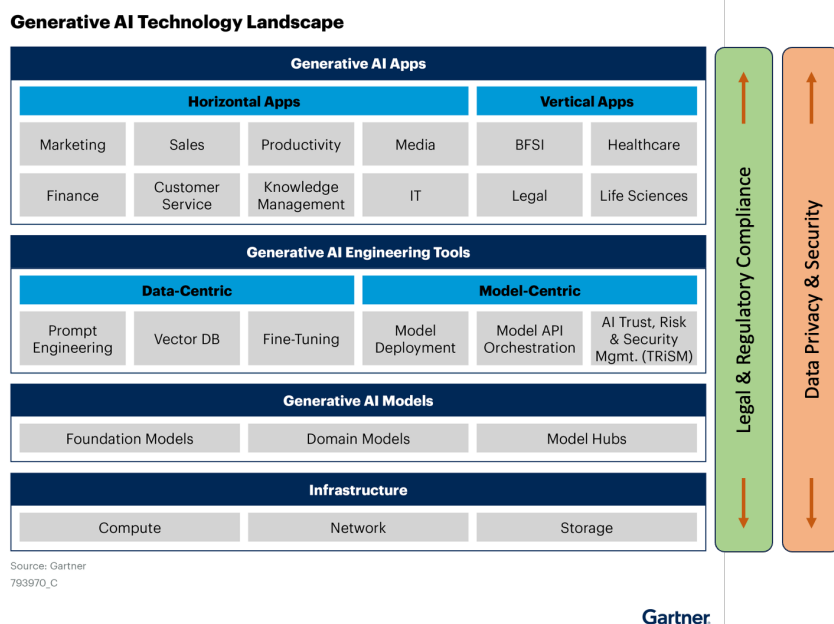 Generative AI Technology Landscape
Generative AI Apps
Horizontal Apps
Vertical Apps
Marketing
Sales
Productivity
Media
BFSI
Healthcare
Finance
Customer
Service
Knowledge
Management
IT
Legal
Life Sciences
Generative AI Engineering Tools
Data-Centric
Model-Centric
Prompt
Engineering
Vector DB
Fine-Tuning
Model
Deployment
Model API
Orchestration
AI Trust, Risk
& Security
Mgmt. (TRiSM)
Generative AI Models
Foundation Models
Domain Models
Model Hubs
Infrastructure
Compute
Network
Storage
Legal & Regulatory Compliance
Data Privacy & Security
Source: Gartner
793970_C
Gartner